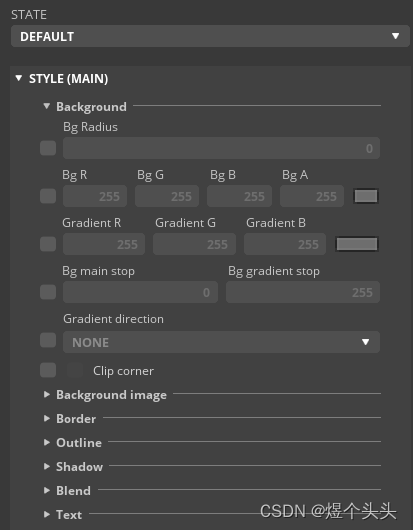 STATE
DEFAULT
STYLE (MAIN)
Background
Bg Radius
0
Bg R Bg G Bg B Bg A
255 255 255 255
Gradient R Gradient G Gradient B
255 255 255
Bg main stop Bg gradient stop
0 255
Gradient direction
NONE
Clip corner
Background image
Border
Outline
Shadow
Blend
Text
CSDN @煜个头头